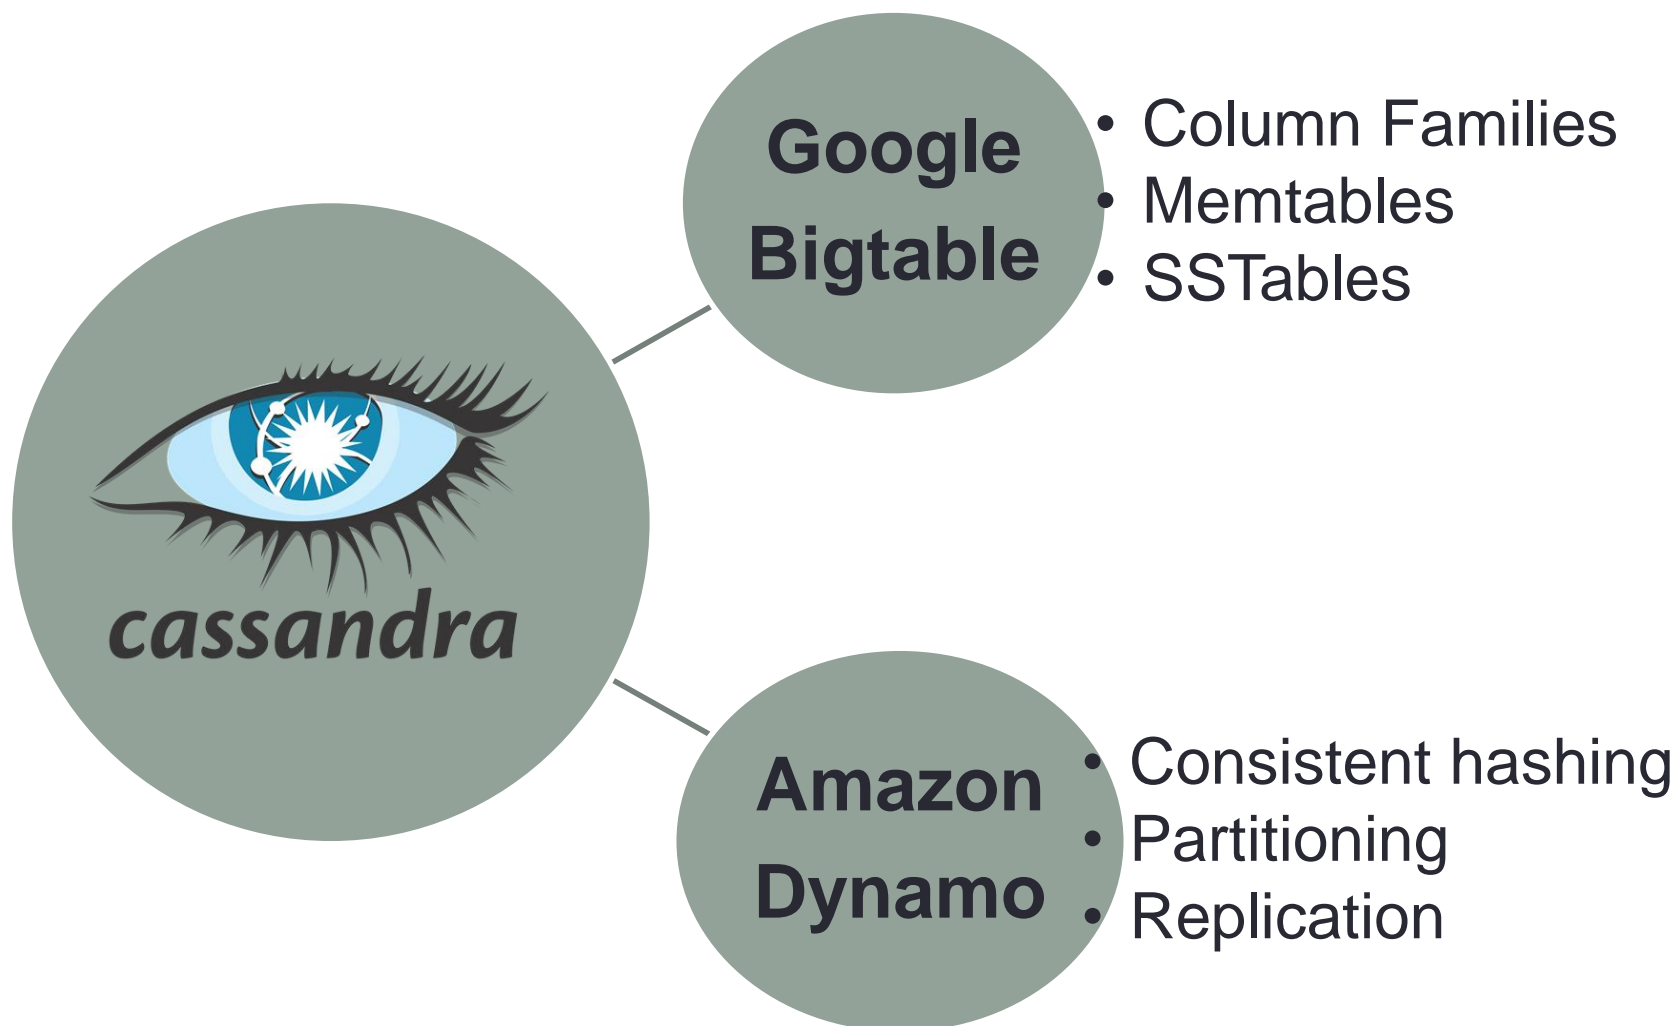 Google
Bigtable
• Column Families
• Memtables
• SSTables
cassandra
Amazon
Dynamo
• Consistent hashing
• Partitioning
• Replication